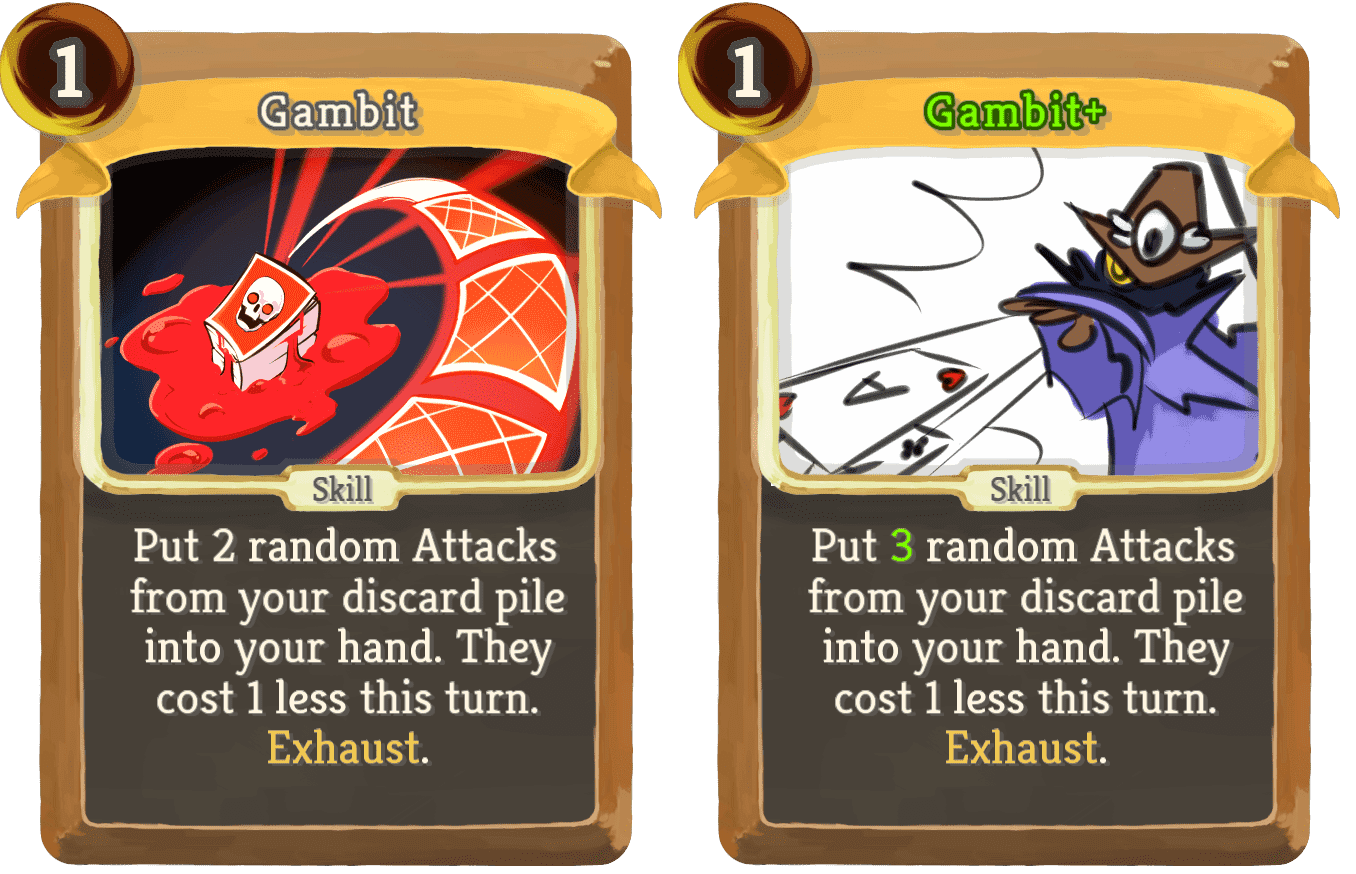 1
Gambit
Skill
Put 2 random Attacks
from your discard pile
into your hand. They
cost 1 less this turn.
Exhaust.
1
Gambit+
A
Skill
Put 3 random Attacks
from your discard pile
into your hand. They
cost 1 less this turn.
Exhaust.